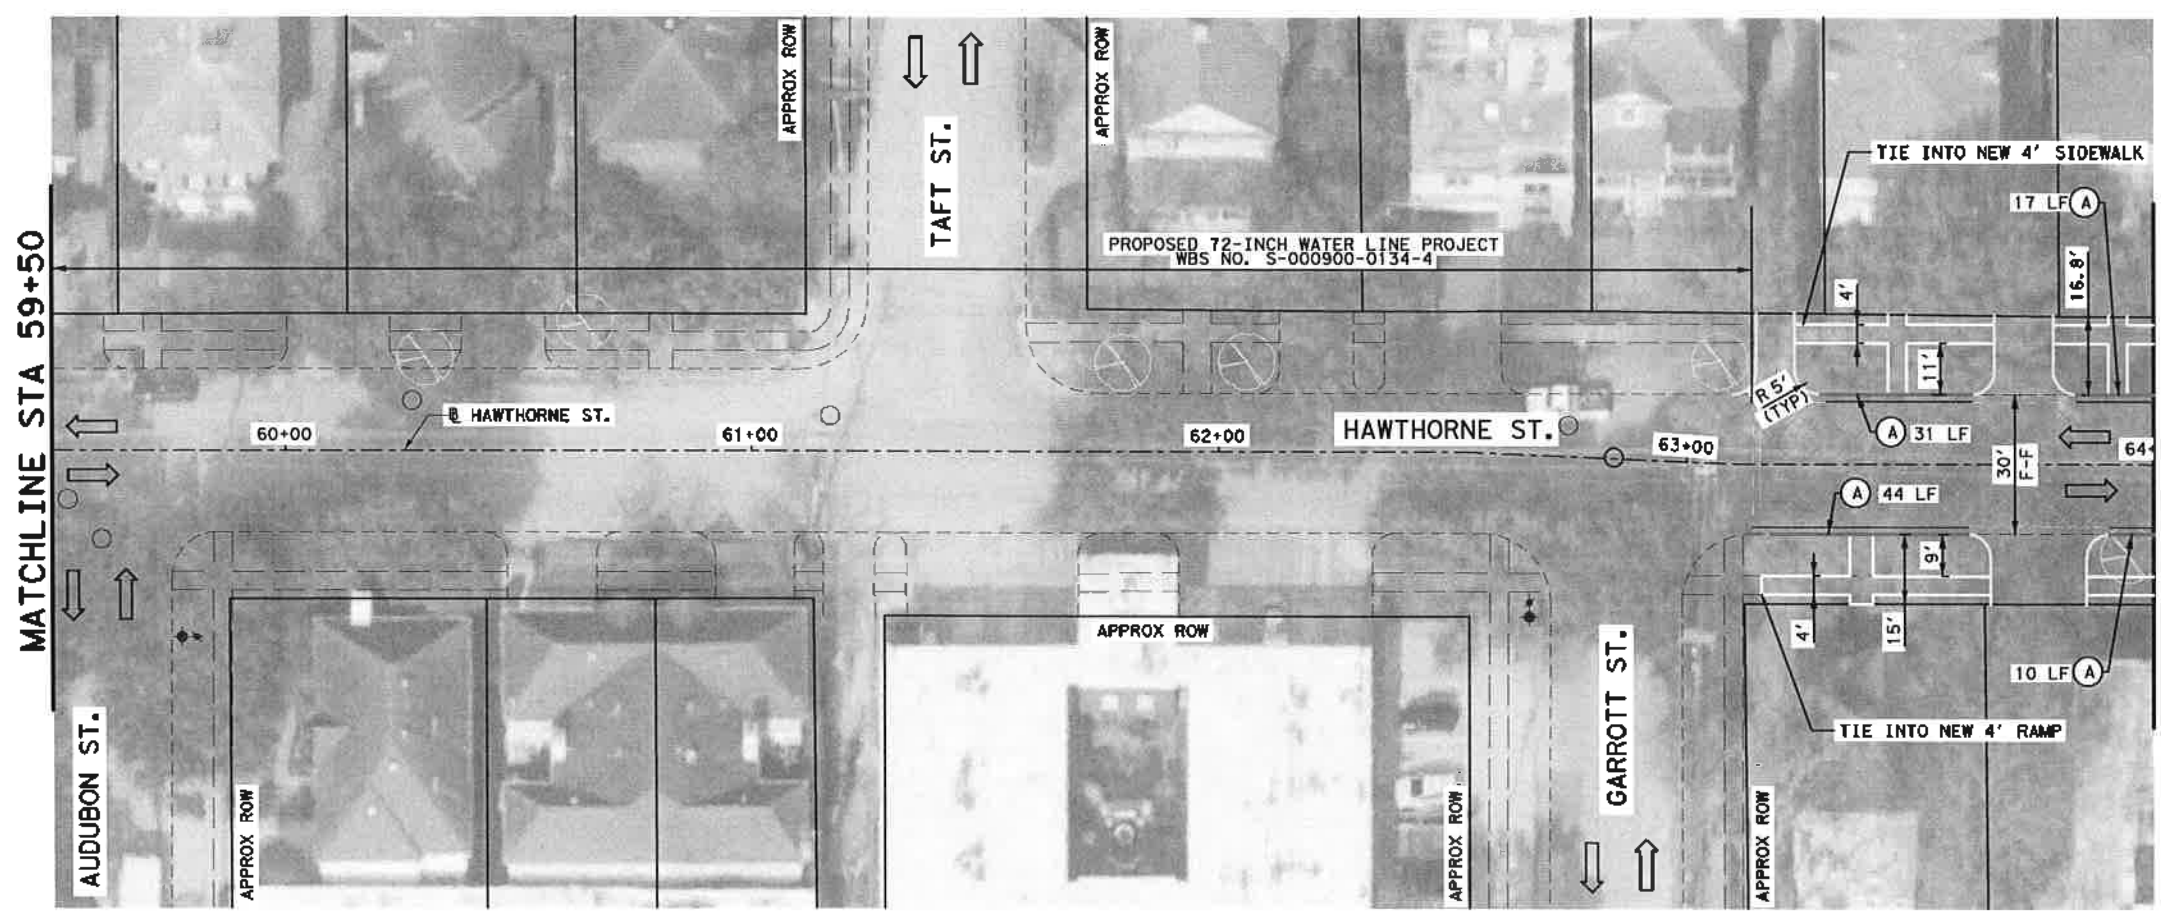 MATCHLINE STA 59+50
APPROX ROW
TAFT ST.
APPROX ROW
PROPOSED 72-INCH WATER LINE PROJECT
WBS NO. S-000900-0134-4
TIE INTO NEW 4' SIDEWALK
17 LF A
16.8'
4'
11'
R 5'
(TYP)
A 31 LF
B HAWTHORNE ST.
60+00
61+00
62+00
HAWTHORNE ST.
63+00
64+
30'
F-F
A 44 LF
9'
4'
15'
10 LF A
TIE INTO NEW 4' RAMP
AUDUBON ST.
APPROX ROW
APPROX ROW
APPROX ROW
GARROTT ST.
APPROX ROW